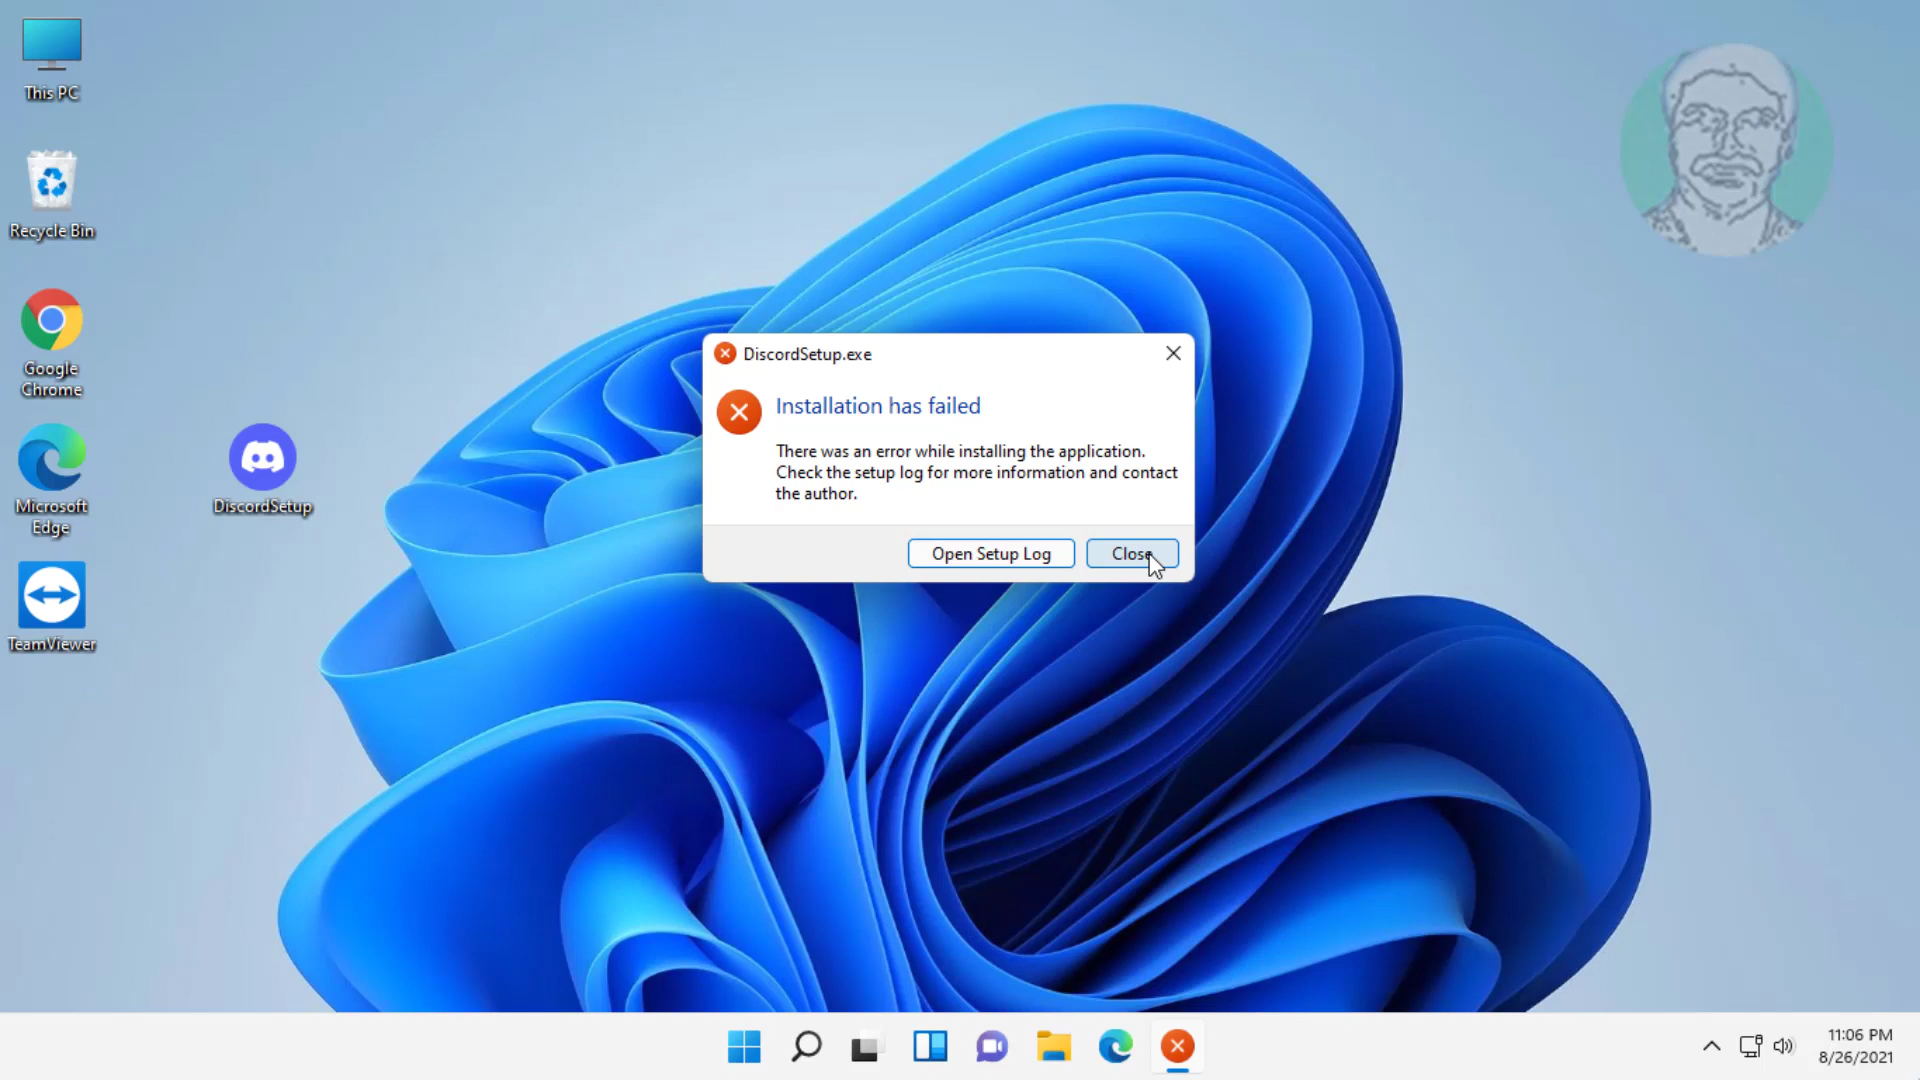 This PC
Recycle Bin
Google
Chrome
Microsoft
Edge
TeamViewer
DiscordSetup
DiscordSetup.exe
Installation has failed
There was an error while installing the application.
Check the setup log for more information and contact
the author.
Open Setup Log
Close
11:06 PM
8/26/2021